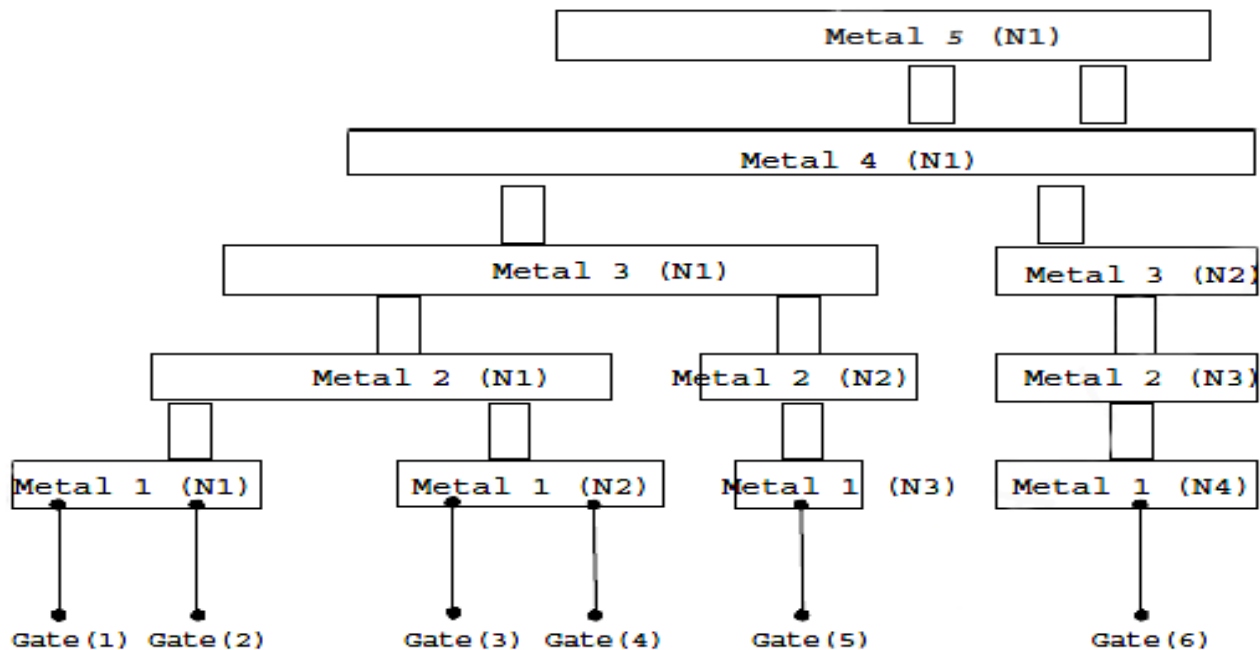 Metal 5 (N1)
Metal 4 (N1)
Metal 3 (N1) Metal 3 (N2)
Metal 2 (N1) Metal 2 (N2) Metal 2 (N3)
Metal 1 (N1) Metal 1 (N2) Metal 1 (N3) Metal 1 (N4)
Gate(1) Gate(2) Gate(3) Gate(4) Gate(5) Gate(6)